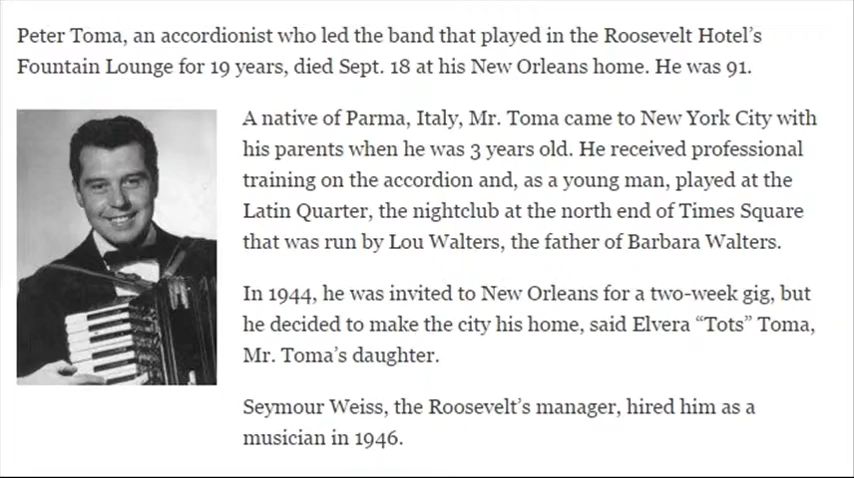 Peter Toma, an accordionist who led the band that played in the Roosevelt Hotel's
Fountain Lounge for 19 years, died Sept. 18 at his New Orleans home. He was 91.
A native of Parma, Italy, Mr. Toma came to New York City with
his parents when he was 3 years old. He received professional
training on the accordion and, as a young man, played at the
Latin Quarter, the nightclub at the north end of Times Square
that was run by Lou Walters, the father of Barbara Walters.
In 1944, he was invited to New Orleans for a two-week gig, but
he decided to make the city his home, said Elvera “Tots” Toma,
Mr. Toma's daughter.
Seymour Weiss, the Roosevelt's manager, hired him as a
musician in 1946.